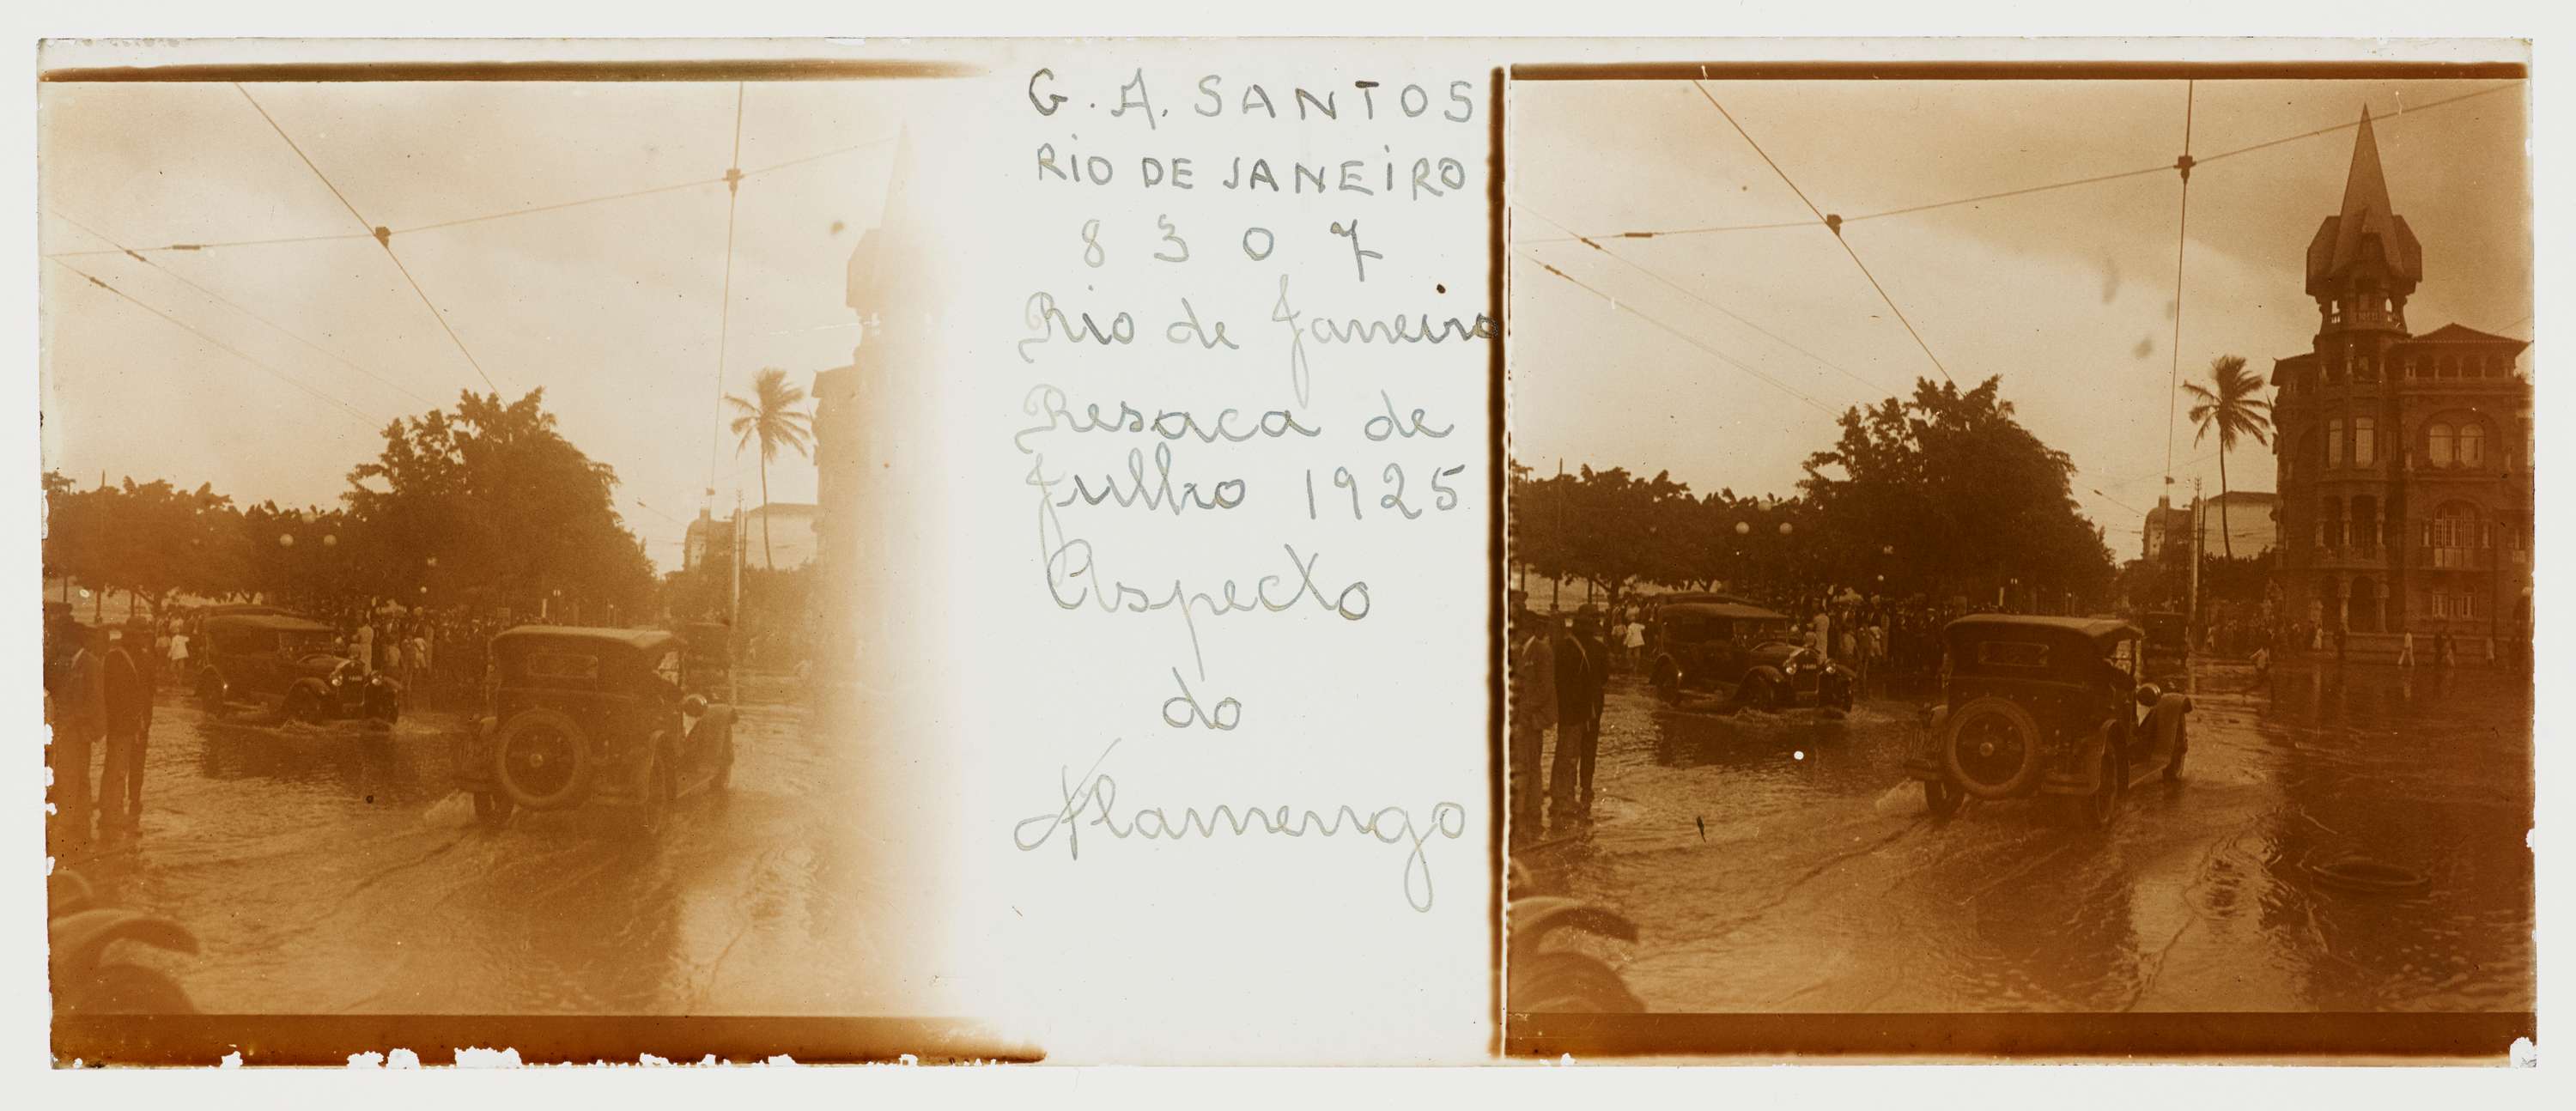 G. A. SANTOS
RIO DE JANEIRO
8307
Rio de Janeiro
Resaca de
Julho 1925
Aspecto
do
Flamengo